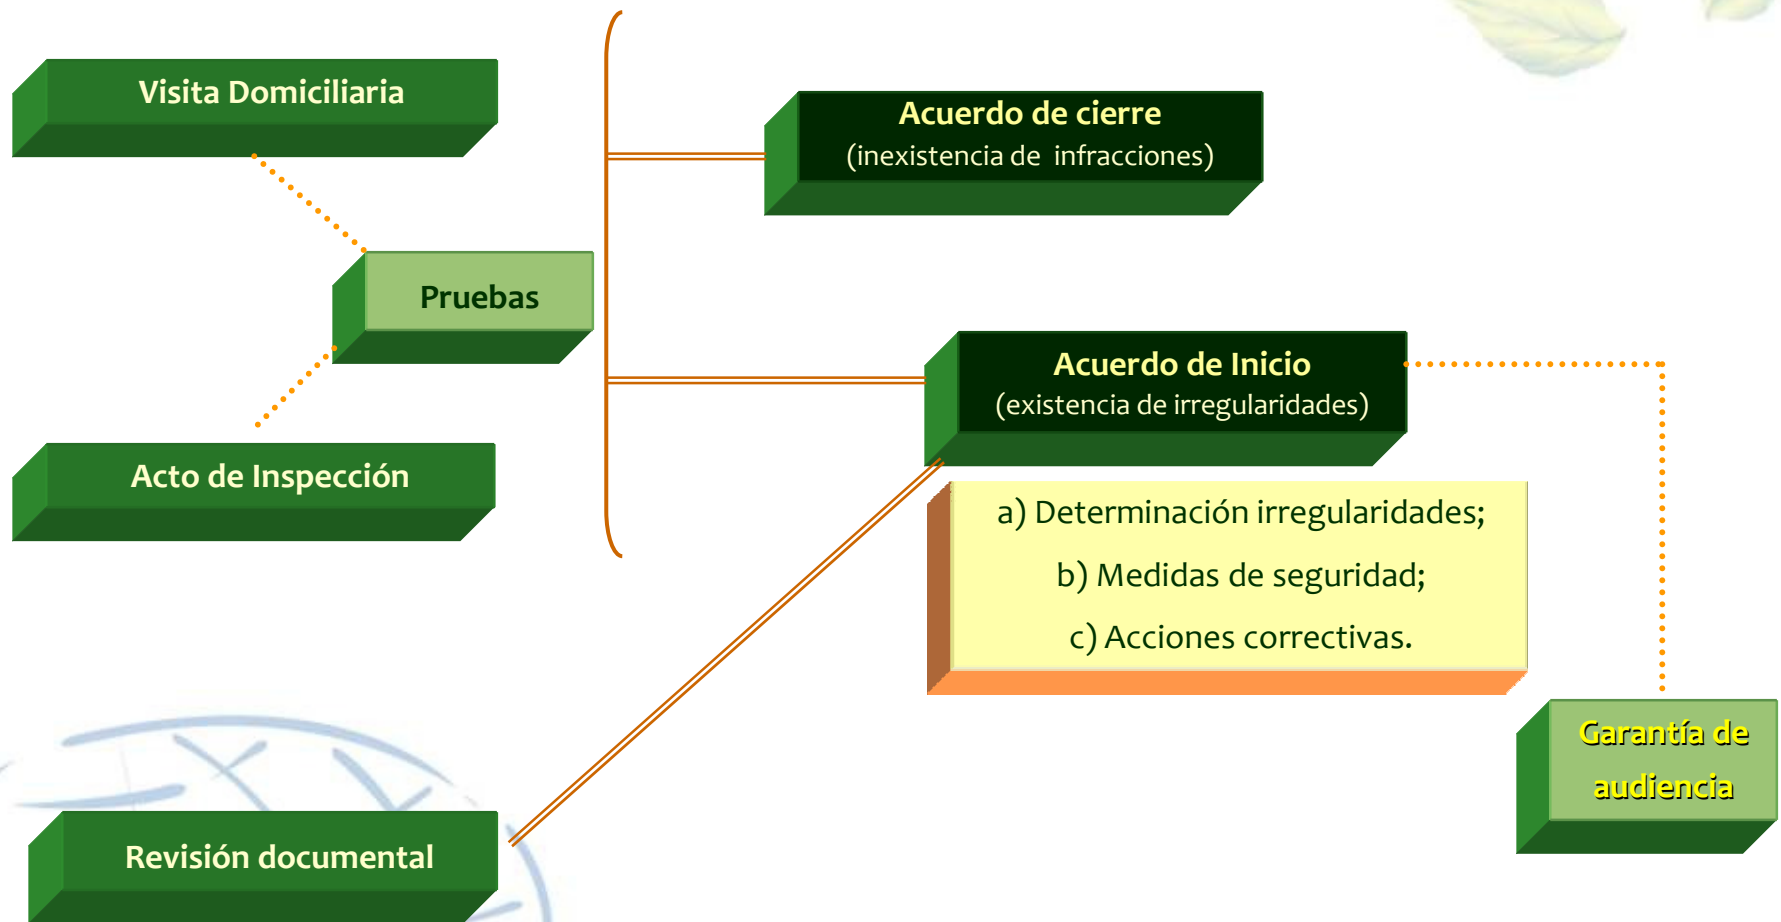 Visita Domiciliaria
Acuerdo de cierre
(inexistencia de infracciones)
Pruebas
Acuerdo de Inicio
(existencia de irregularidades)
Acto de Inspección
a) Determinación irregularidades;
b) Medidas de seguridad;
c) Acciones correctivas.
Garantía de
audiencia
Revisión documental